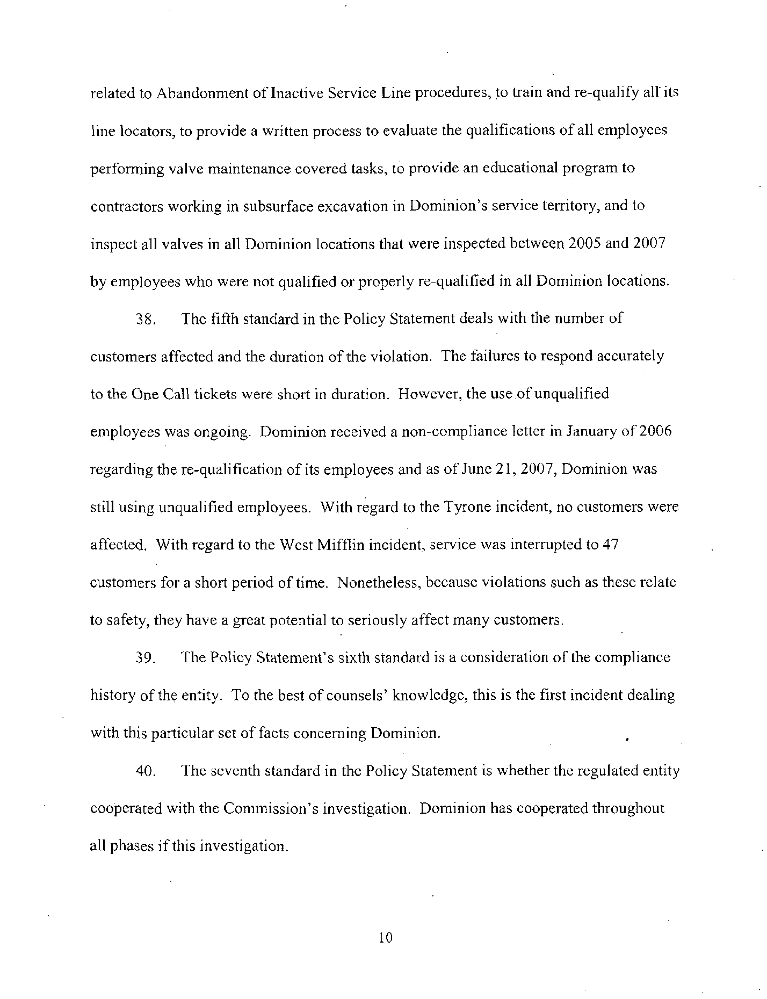 related to Abandonment of Inactive Service Line procedures, to train and re-qualify all its
line locators, to provide a written process to evaluate the qualifications of all employees
performing valve maintenance covered tasks, to provide an educational program to
contractors working in subsurface excavation in Dominion's service territory, and to
inspect all valves in all Dominion locations that were inspected between 2005 and 2007
by employees who were not qualified or properly re-qualified in all Dominion locations.
38. The fifth standard in the Policy Statement deals with the number of
customers affected and the duration of the violation. The failures to respond accurately
to the One Call tickets were short in duration. However, the use of unqualified
employees was ongoing. Dominion received a non-compliance letter in January of 2006
regarding the re-qualification of its employees and as of June 21, 2007, Dominion was
still using unqualified employees. With regard to the Tyrone incident, no customers were
affected. With regard to the West Mifflin incident, service was interrupted to 47
customers for a short period of time. Nonetheless, because violations such as these relate
to safety, they have a great potential to seriously affect many customers.
39. The Policy Statement's sixth standard is a consideration of the compliance
history of the entity. To the best of counsels' knowledge, this is the first incident dealing
with this particular set of facts concerning Dominion.
40. The seventh standard in the Policy Statement is whether the regulated entity
cooperated with the Commission's investigation. Dominion has cooperated throughout
all phases if this investigation.
10